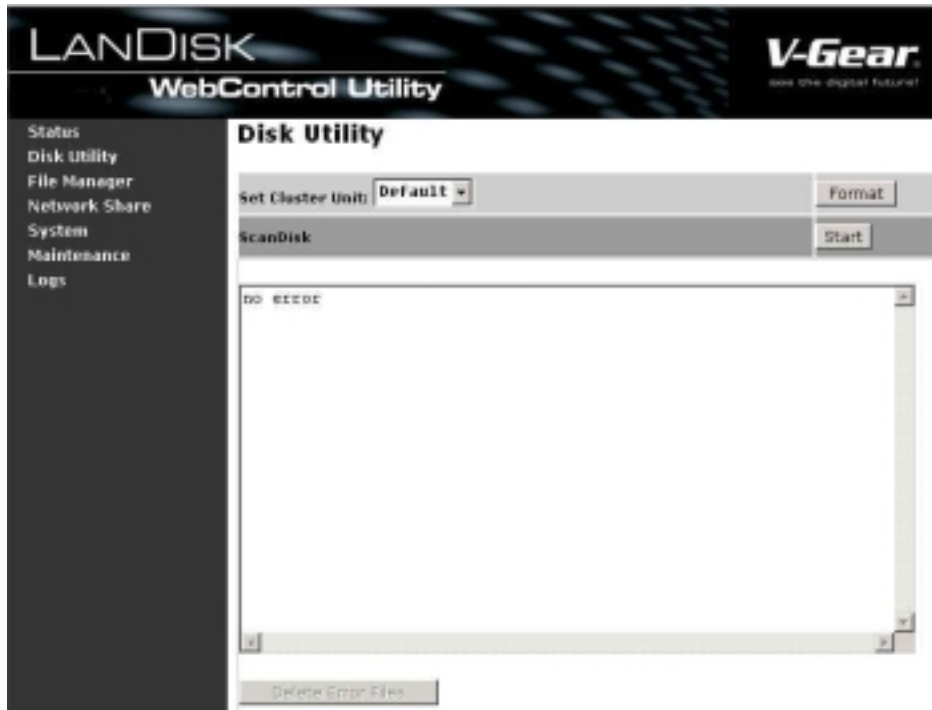 LANDISK
WebControl Utility
V-Gear.
see the digital future!
Status
Disk Utility
File Manager
Network Share
System
Maintenance
Logs
Disk Utility
Set Cluster Unit: Default Format
ScanDisk Start
no error
Delete Error Files